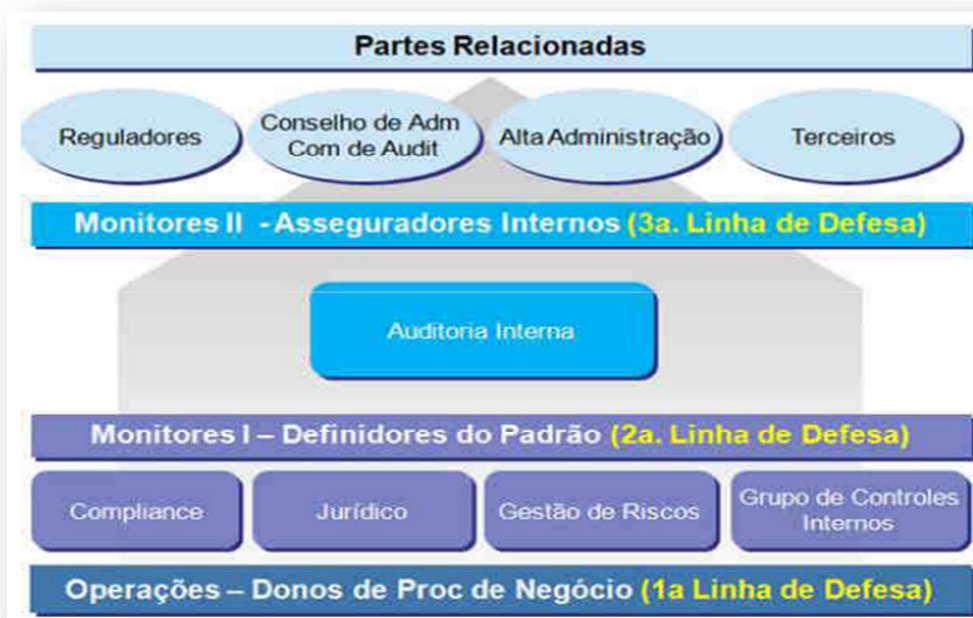 Partes Relacionadas
Reguladores
Conselho de Adm
Com de Audit
Alta Administração
Terceiros
Monitores II - Asseguradores Internos (3a. Linha de Defesa)
Auditoria Interna
Monitores I – Definidores do Padrão (2a. Linha de Defesa)
Compliance
Jurídico
Gestão de Riscos
Grupo de Controles
Internos
Operações – Donos de Proc de Negócio (1a Linha de Defesa)